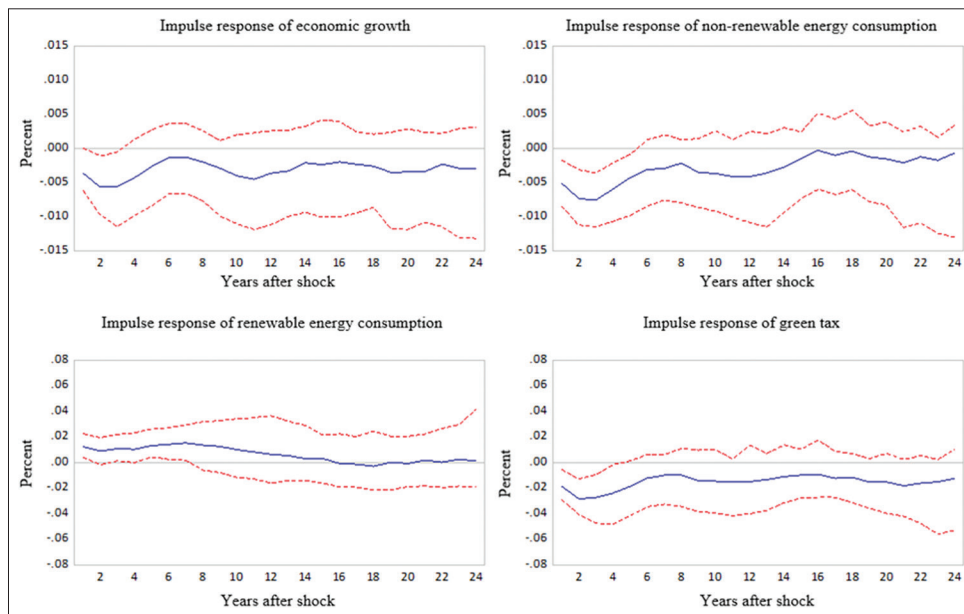 Impulse response of economic growth
.015
.010
.005
.000
-.005
-.010
-.015
Percent
2 4 6 8 10 12 14 16 18 20 22 24
Years after shock
Impulse response of non-renewable energy consumption
.015
.010
.005
.000
-.005
-.010
-.015
Percent
2 4 6 8 10 12 14 16 18 20 22 24
Years after shock
Impulse response of renewable energy consumption
.08
.06
.04
.02
.00
-.02
-.04
-.06
-.08
Percent
2 4 6 8 10 12 14 16 18 20 22 24
Years after shock
Impulse response of green tax
.08
.06
.04
.02
.00
-.02
-.04
-.06
-.08
Percent
2 4 6 8 10 12 14 16 18 20 22 24
Years after shock